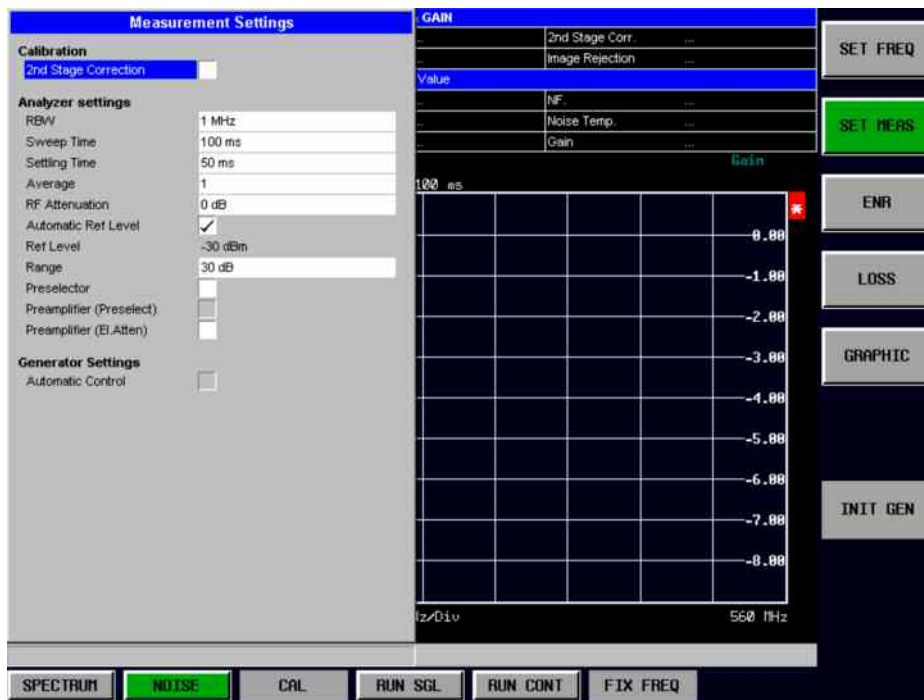 Measurement Settings
Calibration
2nd Stage Correction
Analyzer settings
RBW 1 MHz
Sweep Time 100 ms
Settling Time 50 ms
Average 1
RF Attenuation 0 dB
Automatic Ref Level
Ref Level -30 dBm
Range 30 dB
Preselector
Preamplifier (Preselect)
Preamplifier (El.Atten)
Generator Settings
Automatic Control
GAIN
... 2nd Stage Corr. ...
... Image Rejection ...
Value
... NF. ...
... Noise Temp. ...
... Gain ...
Gain
100 ms
*
0.00
-1.00
-2.00
-3.00
-4.00
-5.00
-6.00
-7.00
-8.00
Hz/Div 560 MHz
SET FREQ
SET MEAS
ENR
LOSS
GRAPHIC
INIT GEN
SPECTRUM NOISE CAL RUN SGL RUN CONT FIX FREQ